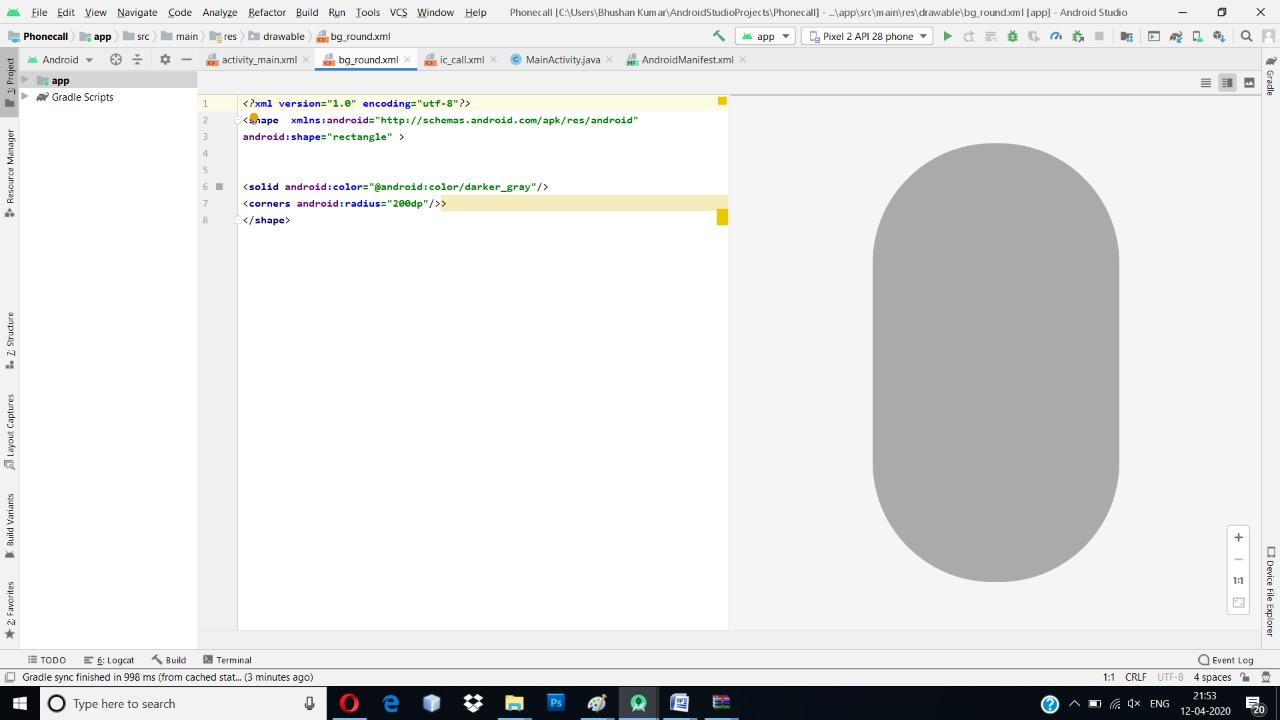 File Edit View Navigate Code Analyze Refactor Build Run Tools VCS Window Help Phonecall [C:\Users\Bhushan Kumar\AndroidStudioProjects\Phonecall] - ...\app\src\main\res\drawable\bg_round.xml [app] - Android Studio
Phonecall app src main res drawable bg_round.xml app Pixel 2 API 28 phone
Android activity_main.xml bg_round.xml ic_call.xml MainActivity.java AndroidManifest.xml
app
Gradle Scripts
1: Project
Resource Manager
Z: Structure
Layout Captures
Build Variants
2: Favorites
1 <?xml version="1.0" encoding="utf-8"?>
2 <shape xmlns:android="http://schemas.android.com/apk/res/android"
3 android:shape="rectangle" >
4
5
6 <solid android:color="@android:color/darker_gray"/>
7 <corners android:radius="200dp"/>>
8 </shape>
Gradle
Device File Explorer
1:1
TODO 6: Logcat Build Terminal Event Log
Gradle sync finished in 998 ms (from cached stat... (3 minutes ago) 1:1 CRLF UTF-8 4 spaces
Type here to search
Ps
ENG
21:53
12-04-2020
20